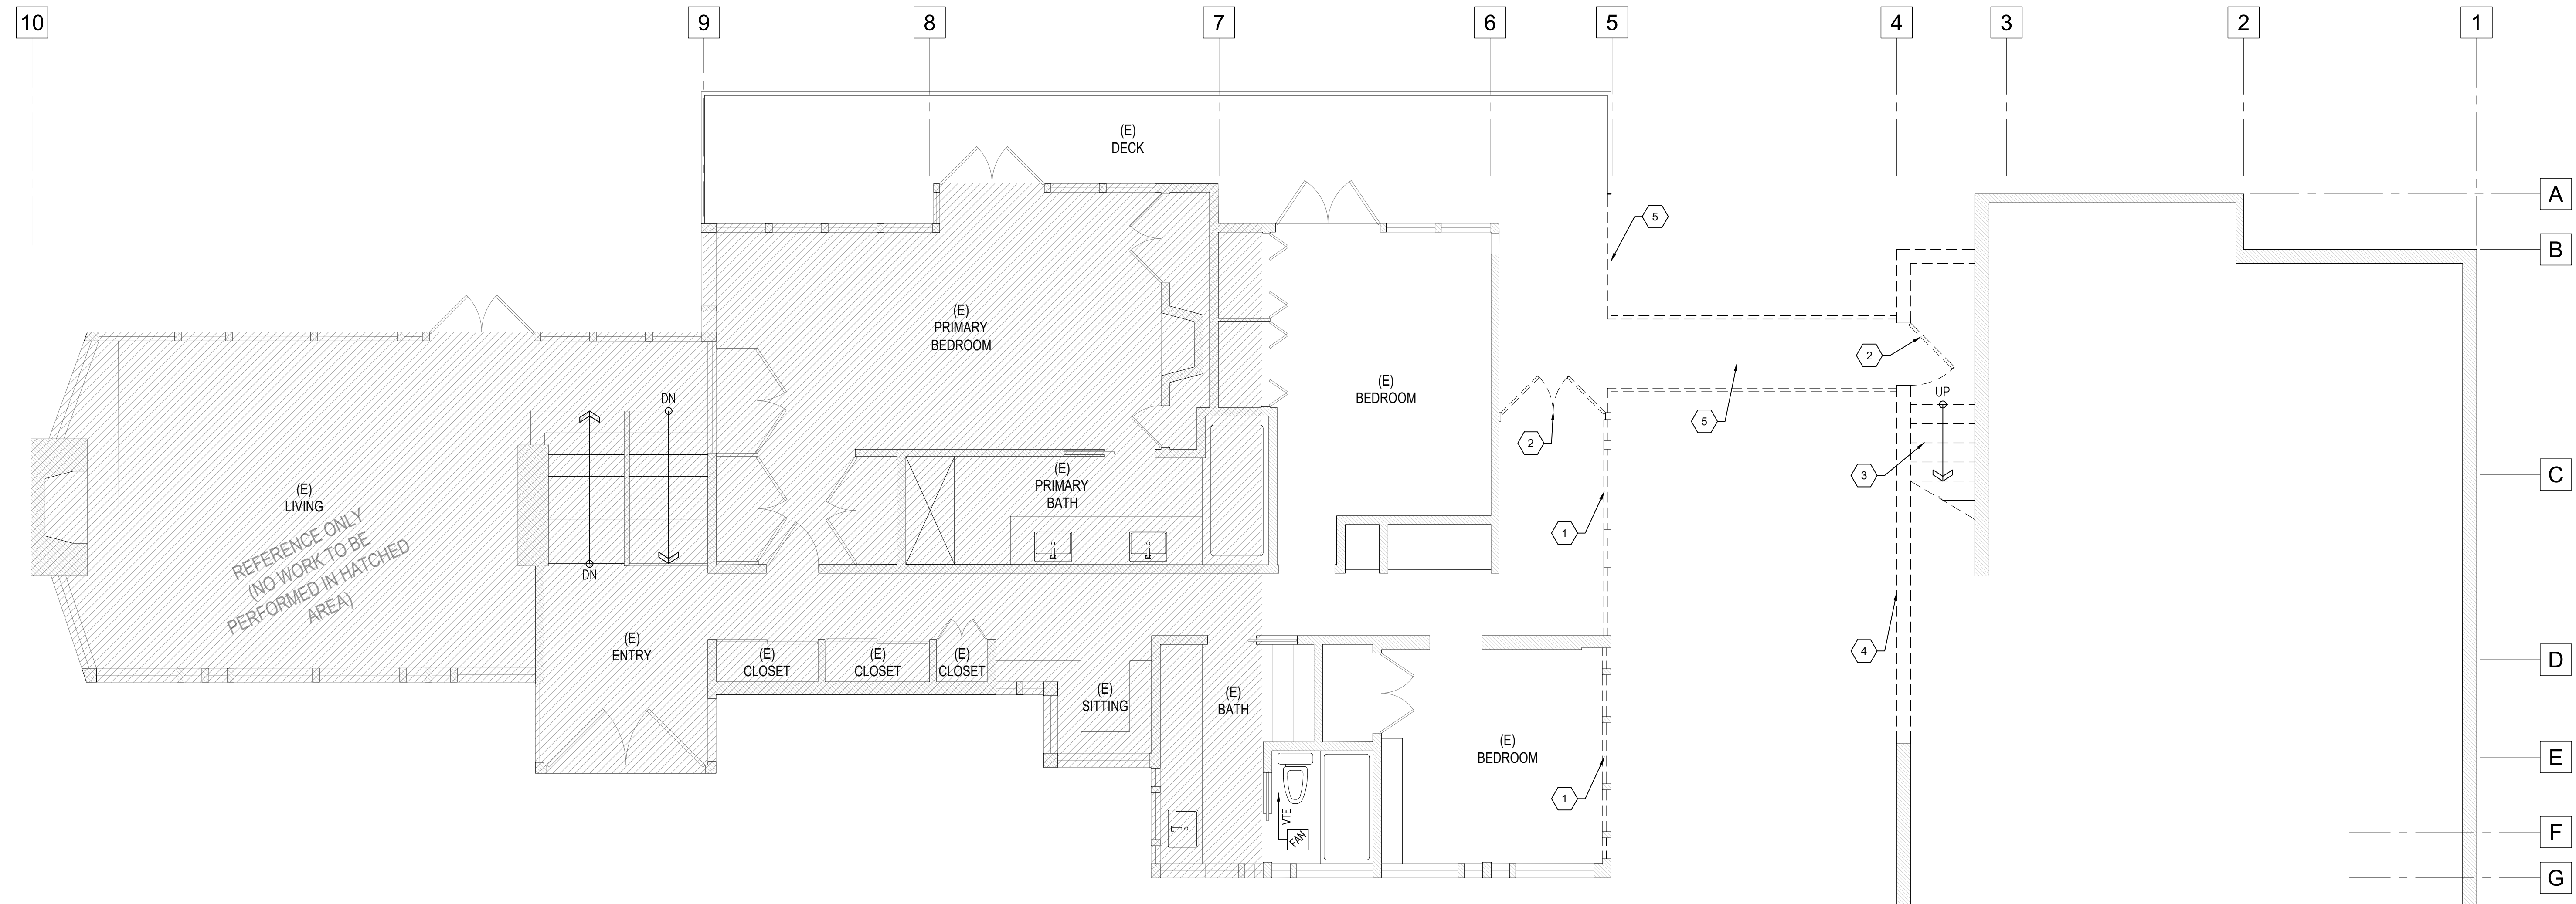 10
9
8
7
6
5
4
3
2
1
(E)
DECK
A
5
B
(E)
PRIMARY
BEDROOM
2
(E)
BEDROOM
UP
DN
5
2
(E)
PRIMARY
BATH
3
C
(E)
LIVING
1
REFERENCE ONLY
(NO WORK TO BE
PERFORMED IN HATCHED
AREA)
DN
(E)
ENTRY
4
(E)
CLOSET
(E)
CLOSET
(E)
CLOSET
D
(E)
SITTING
(E)
BATH
(E)
BEDROOM
E
1
VTE
FAN
F
G